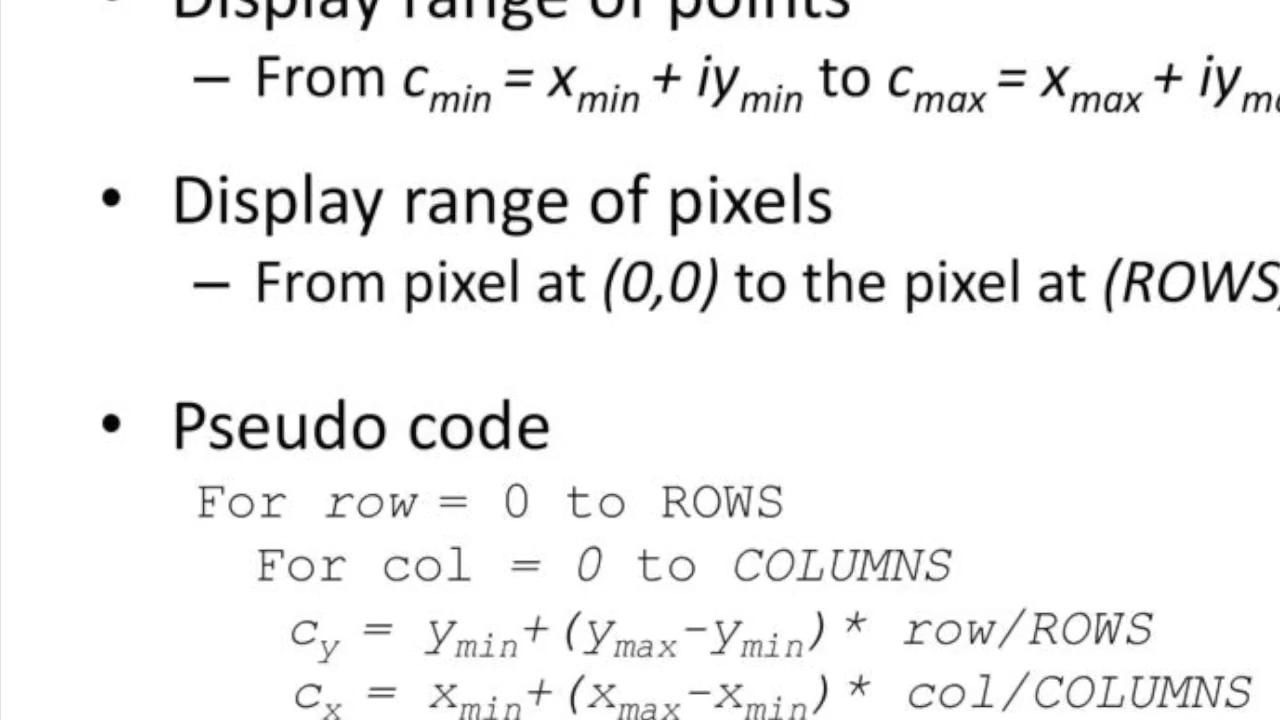 • Display range of points
– From c_min = x_min + iy_min to c_max = x_max + iy
• Display range of pixels
– From pixel at (0,0) to the pixel at (ROWS,
• Pseudo code
For row = 0 to ROWS
For col = 0 to COLUMNS
c_y = y_min+(y_max-y_min)* row/ROWS
c_x = x_min+(x_max-x_min)* col/COLUMNS